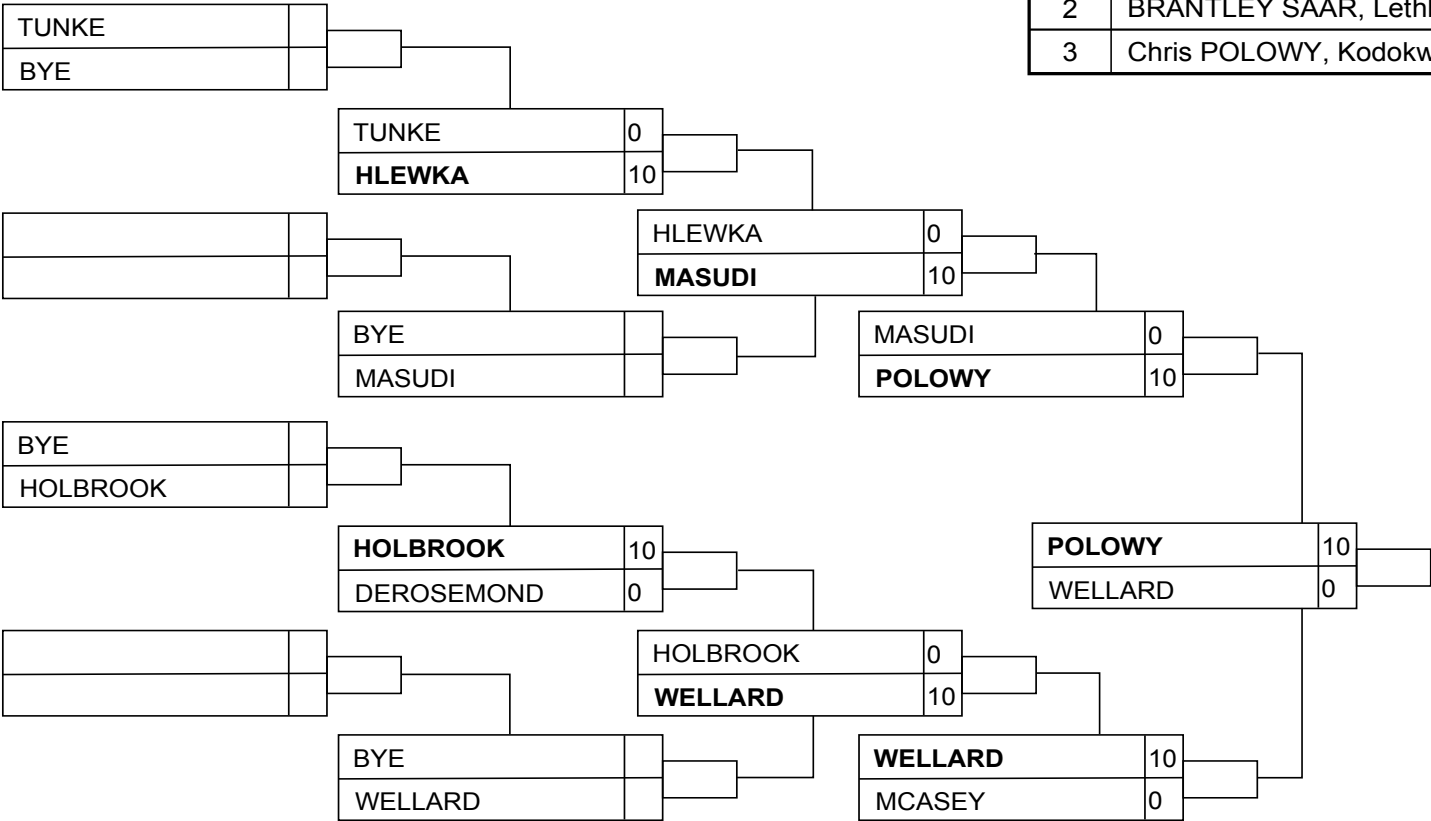 2 BRANTLEY SAAR, Leth
3 Chris POLOWY, Kodokw
TUNKE
BYE
TUNKE 0
HLEWKA 10
HLEWKA 0
MASUDI 10
BYE
MASUDI
MASUDI 0
POLOWY 10
BYE
HOLBROOK
HOLBROOK 10
DEROSEMOND 0
POLOWY 10
WELLARD 0
HOLBROOK 0
WELLARD 10
BYE
WELLARD
WELLARD 10
MCASEY 0